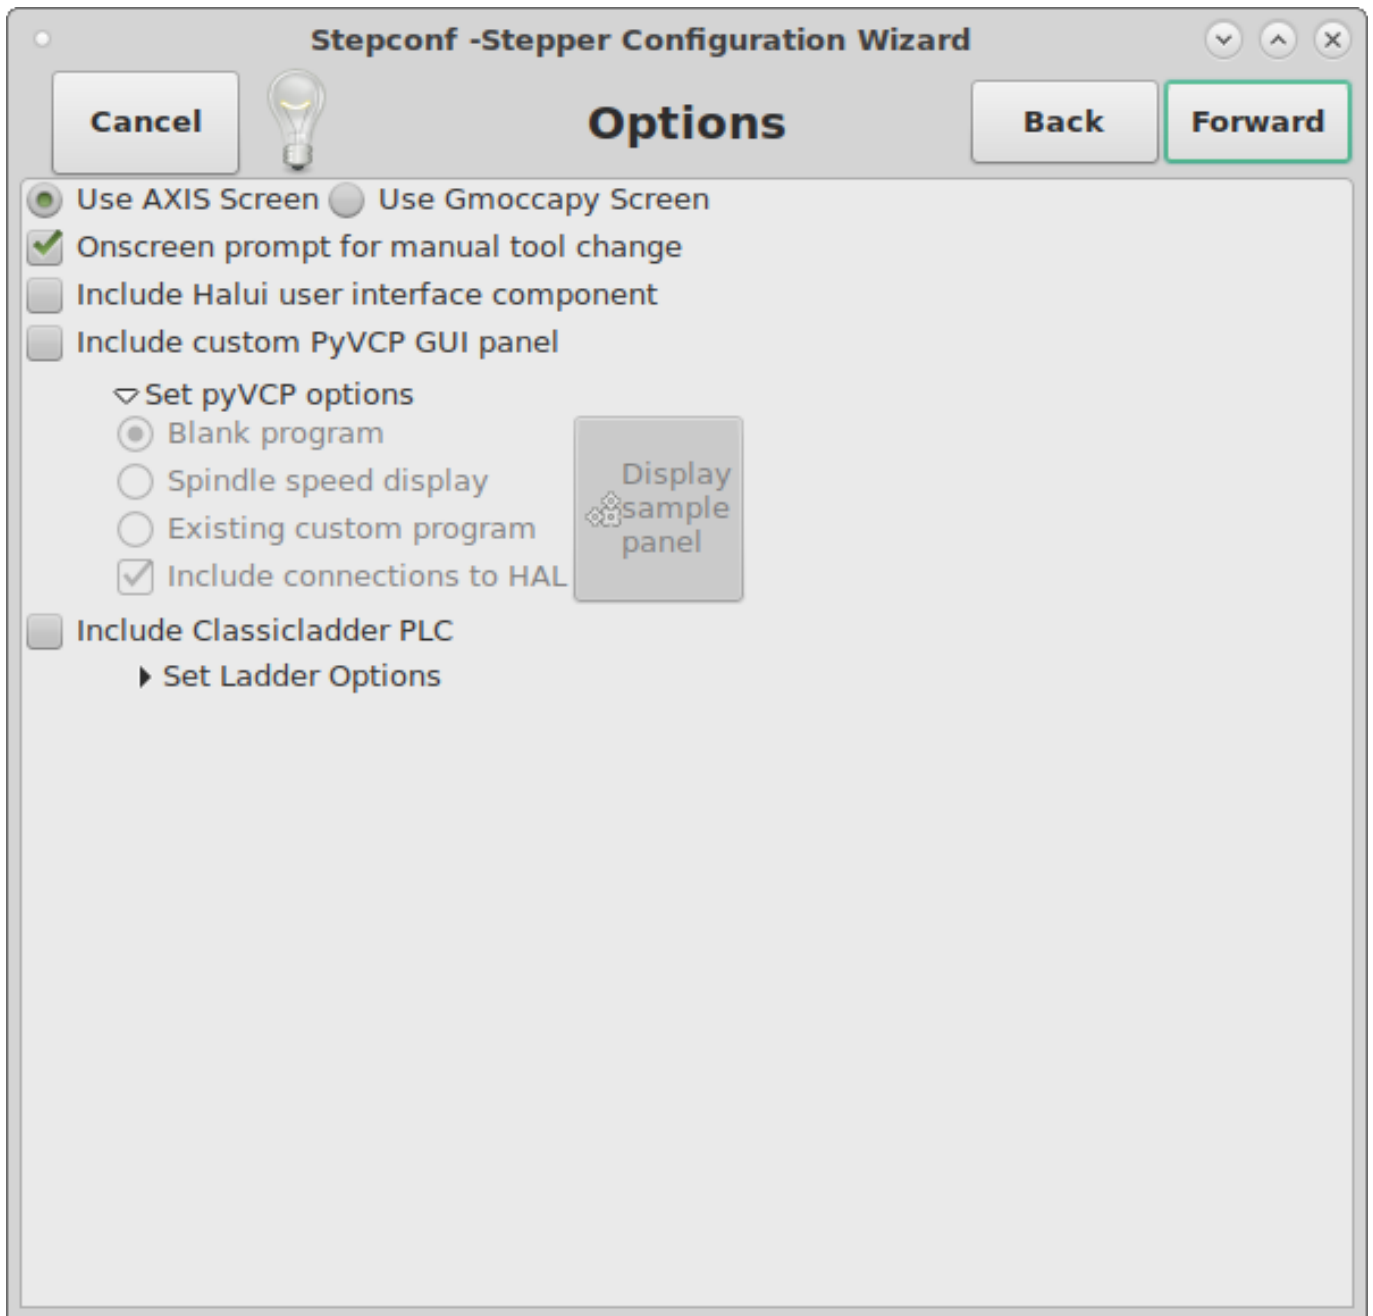 Stepconf -Stepper Configuration Wizard
Cancel
Options
Back
Forward
Use AXIS Screen
Use Gmoccapy Screen
Onscreen prompt for manual tool change
Include Halui user interface component
Include custom PyVCP GUI panel
Set pyVCP options
Blank program
Spindle speed display
Existing custom program
Include connections to HAL
Display
sample
panel
Include Classicladder PLC
Set Ladder Options